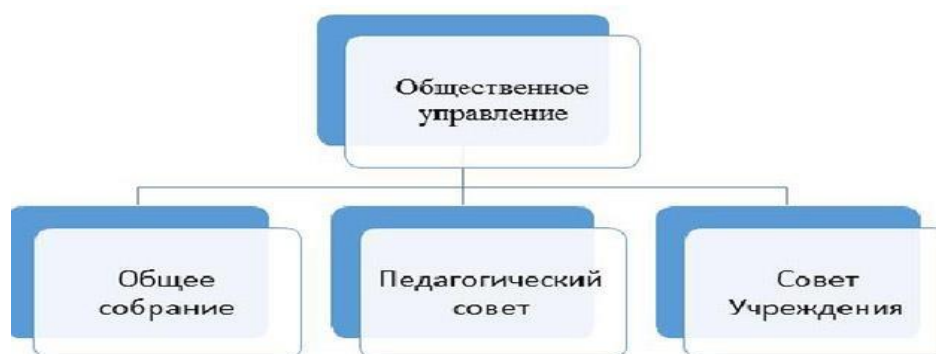 Общественное
управление
Общее
собрание
Педагогический
совет
Совет
Учреждения